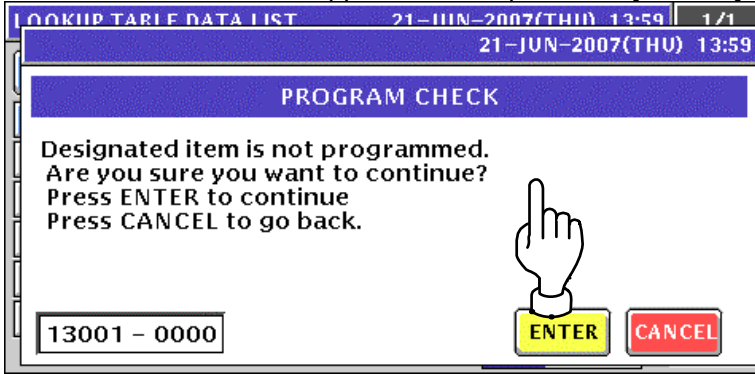 LOOKUP TABLE DATA LIST 21-JUN-2007(THU) 13:59 1/1
21-JUN-2007(THU) 13:59
PROGRAM CHECK
Designated item is not programmed.
Are you sure you want to continue?
Press ENTER to continue
Press CANCEL to go back.
13001 - 0000 ENTER CANCEL